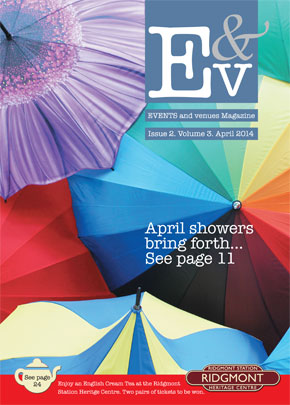 E&v
EVENTS and venues Magazine
Issue 2. Volume 3. April 2014
April showers
bring forth...
See page 11
See page
24
Enjoy an English Cream Tea at the Ridgmont
Station Heritge Centre. Two pairs of tickets to be won.
RIDGMONT STATION
RIDGMONT
HERITAGE CENTRE